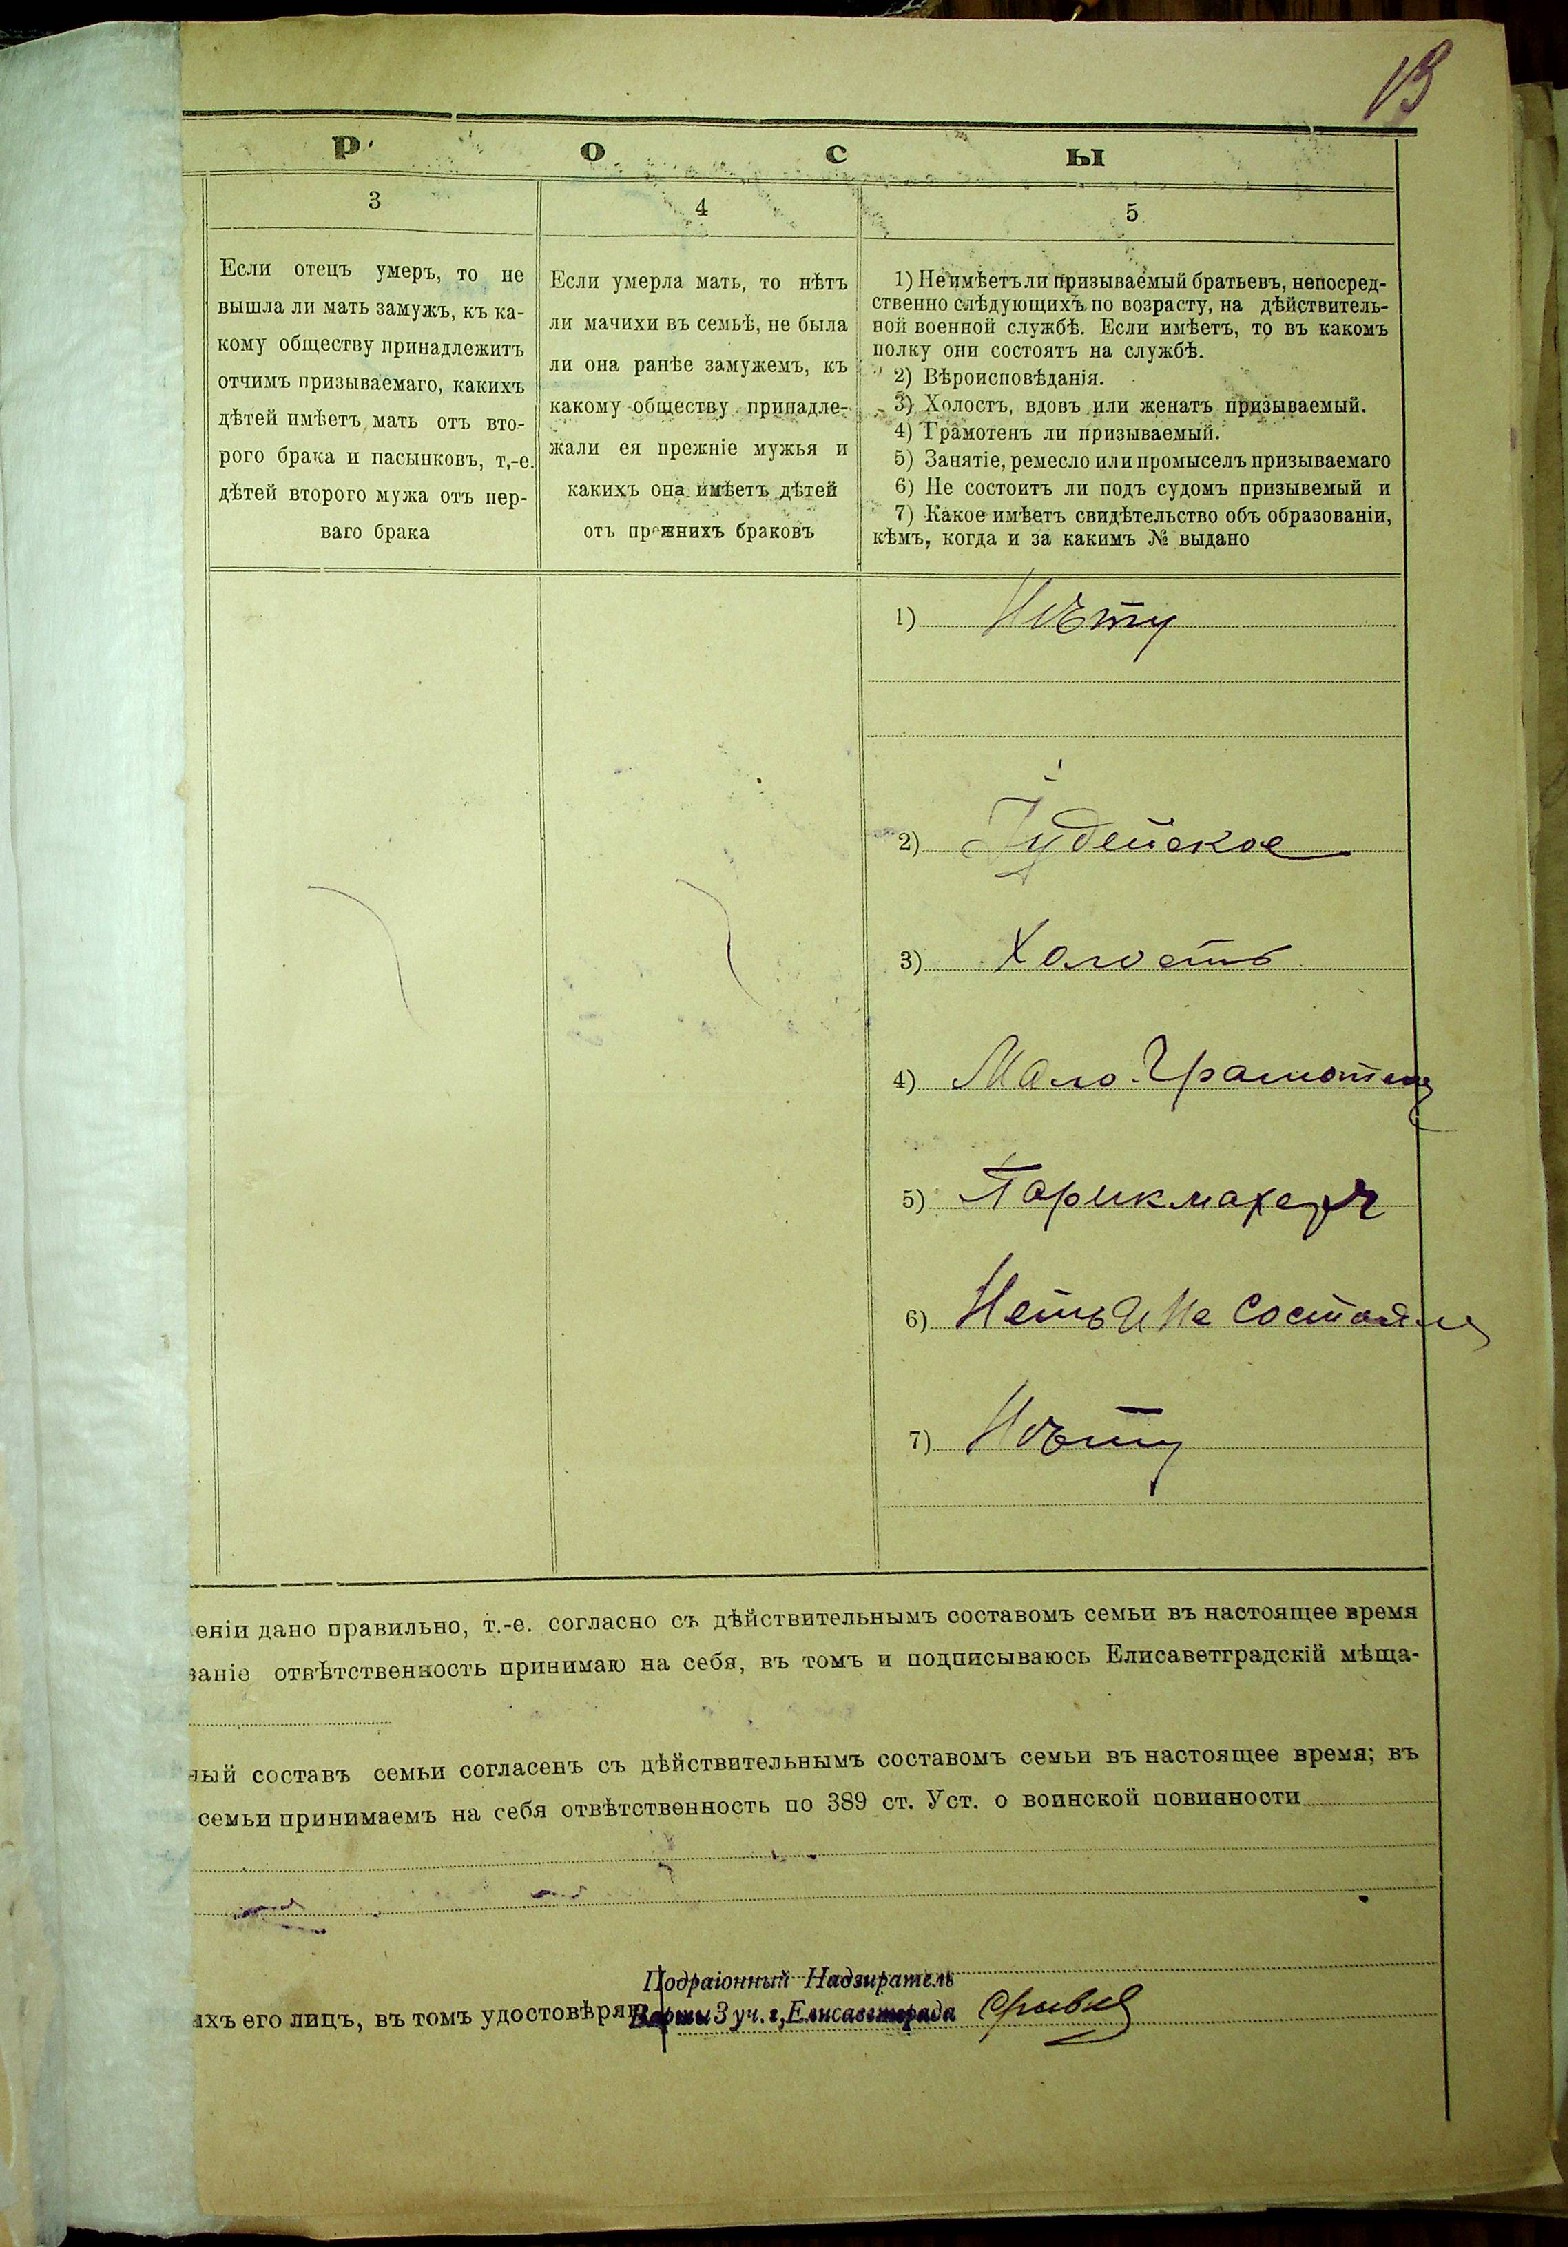 13
Р О С Ы
3
Если отецъ умеръ, то не
вышла ли мать замужъ, къ ка-
кому обществу принадлежитъ
отчимъ призываемаго, какихъ
дѣтей имѣетъ мать отъ вто-
рого брака и пасынковъ, т.-е.
дѣтей второго мужа отъ пер-
ваго брака
4
Если умерла мать, то нѣтъ
ли мачихи въ семьѣ, не была
ли она ранѣе замужемъ, къ
какому обществу принадле-
жали ея прежніе мужья и
какихъ она имѣетъ дѣтей
отъ прежнихъ браковъ
5
1) Не имѣетъ ли призываемый братьевъ, непосред-
ственно слѣдующихъ по возрасту, на дѣйствитель-
ной военной службѣ. Если имѣетъ, то въ какомъ
полку они состоятъ на службѣ.
2) Вѣроисповѣданія.
3) Холостъ, вдовъ или женатъ призываемый.
4) Грамотенъ ли призываемый.
5) Занятіе, ремесло или промыселъ призываемаго
6) Не состоитъ ли подъ судомъ призывемый и
7) Какое имѣетъ свидѣтельство объ образованіи,
кѣмъ, когда и за какимъ № выдано
1) Нѣту
2) Іудейское
3) Холостъ
4) Мало Грамотенъ
5) Парикмахеръ
6) Нетъ и не состоялъ
7) Нѣту
еніи дано правильно, т.-е. согласно съ дѣйствительнымъ составомъ семьи въ настоящее время
ваніе отвѣтственность принимаю на себя, въ томъ и подписываюсь Елисаветградскій мѣща-
ный составъ семьи согласенъ съ дѣйствительнымъ составомъ семьи въ настоящее время; въ
семьи принимаемъ на себя отвѣтственность по 389 ст. Уст. о воинской повинности
Подраіонный Надзиратель
ихъ его лицъ, въ томъ удостовѣряю
Варты 3 уч. г. Елисаветграда